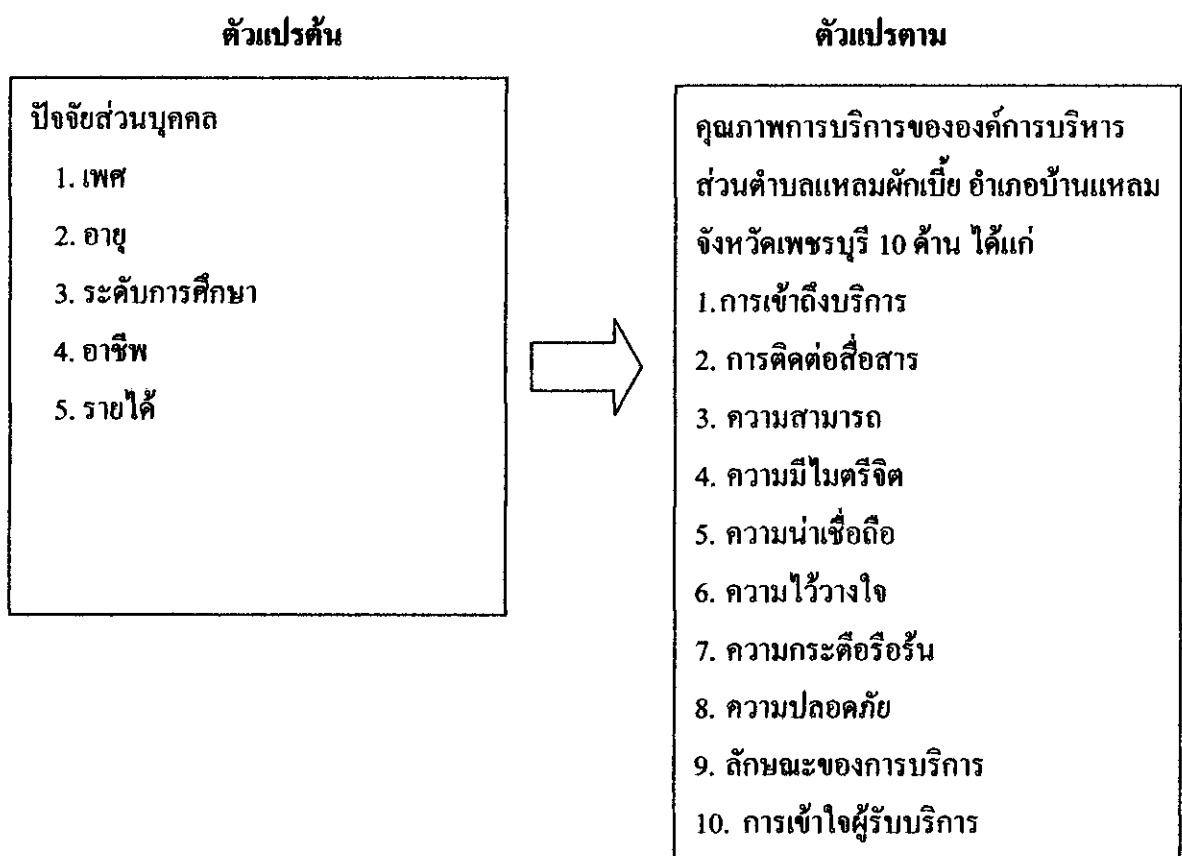 ตัวแปรต้น
ปัจจัยส่วนบุคคล
1. เพศ
2. อายุ
3. ระดับการศึกษา
4. อาชีพ
5. รายได้
ตัวแปรตาม
คุณภาพการบริการขององค์การบริหาร
ส่วนตำบลแหลมผักเบี้ย อำเภอบ้านแหลม
จังหวัดเพชรบุรี 10 ด้าน ได้แก่
1.การเข้าถึงบริการ
2. การติดต่อสื่อสาร
3. ความสามารถ
4. ความมีไมตรีจิต
5. ความน่าเชื่อถือ
6. ความไว้วางใจ
7. ความกระตือรือร้น
8. ความปลอดภัย
9. ลักษณะของการบริการ
10. การเข้าใจผู้รับบริการ